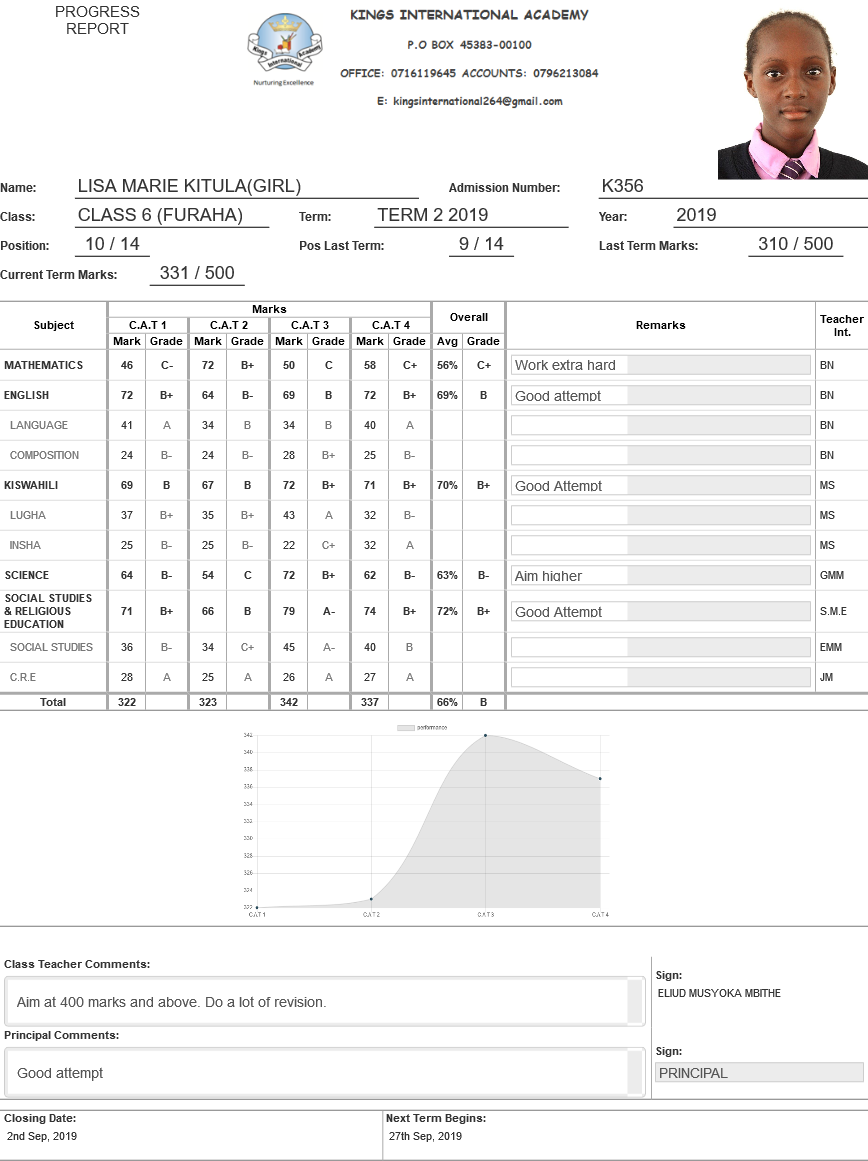 PROGRESS
REPORT
KINGS INTERNATIONAL ACADEMY
P.O BOX 45383-00100
OFFICE: 0716119645 ACCOUNTS: 0796213084
E: kingsinternational264@gmail.com
Kings International Academy
Nurturing Excellence
Name: LISA MARIE KITULA(GIRL) Admission Number: K356
Class: CLASS 6 (FURAHA) Term: TERM 2 2019 Year: 2019
Position: 10 / 14 Pos Last Term: 9 / 14 Last Term Marks: 310 / 500
Current Term Marks: 331 / 500
Subject Marks Overall Remarks Teacher Int.
C.A.T 1 C.A.T 2 C.A.T 3 C.A.T 4
Mark Grade Mark Grade Mark Grade Mark Grade Avg Grade
MATHEMATICS 46 C- 72 B+ 50 C 58 C+ 56% C+ Work extra hard BN
ENGLISH 72 B+ 64 B- 69 B 72 B+ 69% B Good attempt BN
LANGUAGE 41 A 34 B 34 B 40 A BN
COMPOSITION 24 B- 24 B- 28 B+ 25 B- BN
KISWAHILI 69 B 67 B 72 B+ 71 B+ 70% B+ Good Attempt MS
LUGHA 37 B+ 35 B+ 43 A 32 B- MS
INSHA 25 B- 25 B- 22 C+ 32 A MS
SCIENCE 64 B- 54 C 72 B+ 62 B- 63% B- Aim higher GMM
SOCIAL STUDIES
& RELIGIOUS
EDUCATION 71 B+ 66 B 79 A- 74 B+ 72% B+ Good Attempt S.M.E
SOCIAL STUDIES 36 B- 34 C+ 45 A- 40 B EMM
C.R.E 28 A 25 A 26 A 27 A JM
Total 322 323 342 337 66% B
performance
342
340
338
336
334
332
330
328
326
324
322
C.A.T 1 C.A.T 2 C.A.T 3 C.A.T 4
Class Teacher Comments:
Aim at 400 marks and above. Do a lot of revision.
Sign:
ELIUD MUSYOKA MBITHE
Principal Comments:
Good attempt
Sign:
PRINCIPAL
Closing Date: Next Term Begins:
2nd Sep, 2019 27th Sep, 2019